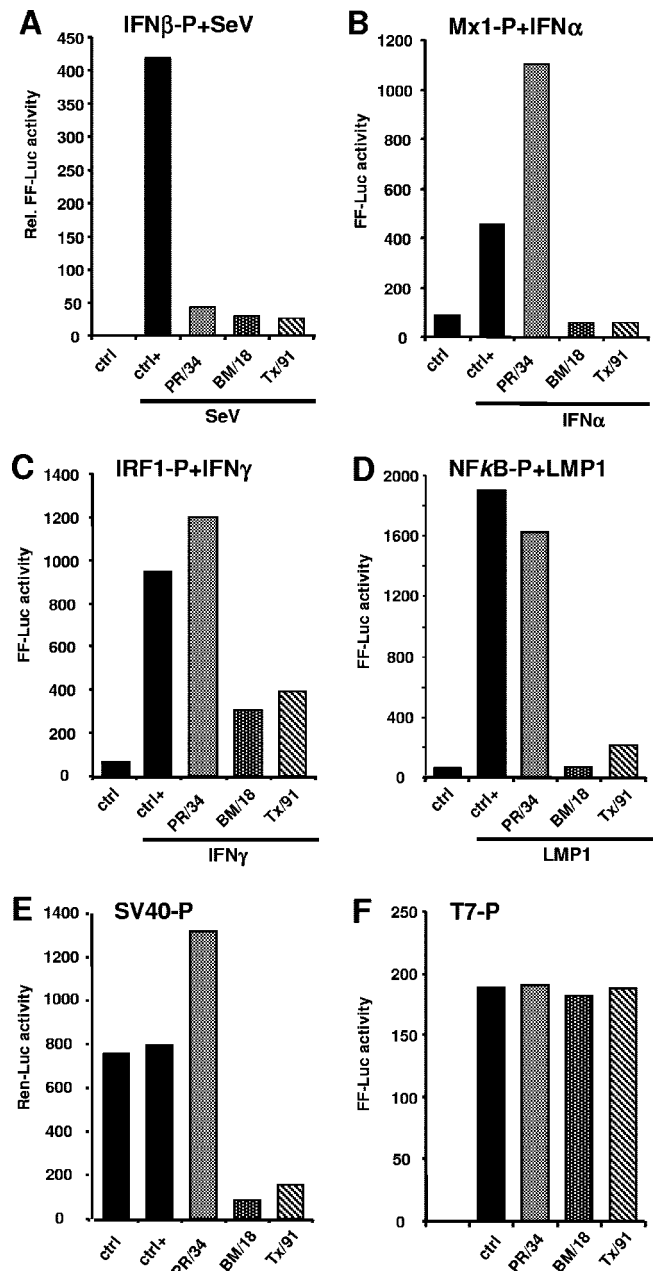 A IFNβ-P+SeV
Rel. FF-Luc activity
450
400
350
300
250
200
150
100
50
0
ctrl ctrl+ PR/34 BM/18 Tx/91
SeV
B Mx1-P+IFNα
FF-Luc activity
1200
1000
800
600
400
200
0
ctrl ctrl+ PR/34 BM/18 Tx/91
IFNα
C IRF1-P+IFNγ
FF-Luc activity
1400
1200
1000
800
600
400
200
0
ctrl ctrl+ PR/34 BM/18 Tx/91
IFNγ
D NFkB-P+LMP1
FF-Luc activity
2000
1600
1200
800
400
0
ctrl ctrl+ PR/34 BM/18 Tx/91
LMP1
E SV40-P
Ren-Luc activity
1400
1200
1000
800
600
400
200
0
ctrl ctrl+ PR/34 BM/18 Tx/91
F T7-P
FF-Luc activity
250
200
150
100
50
0
ctrl PR/34 BM/18 Tx/91